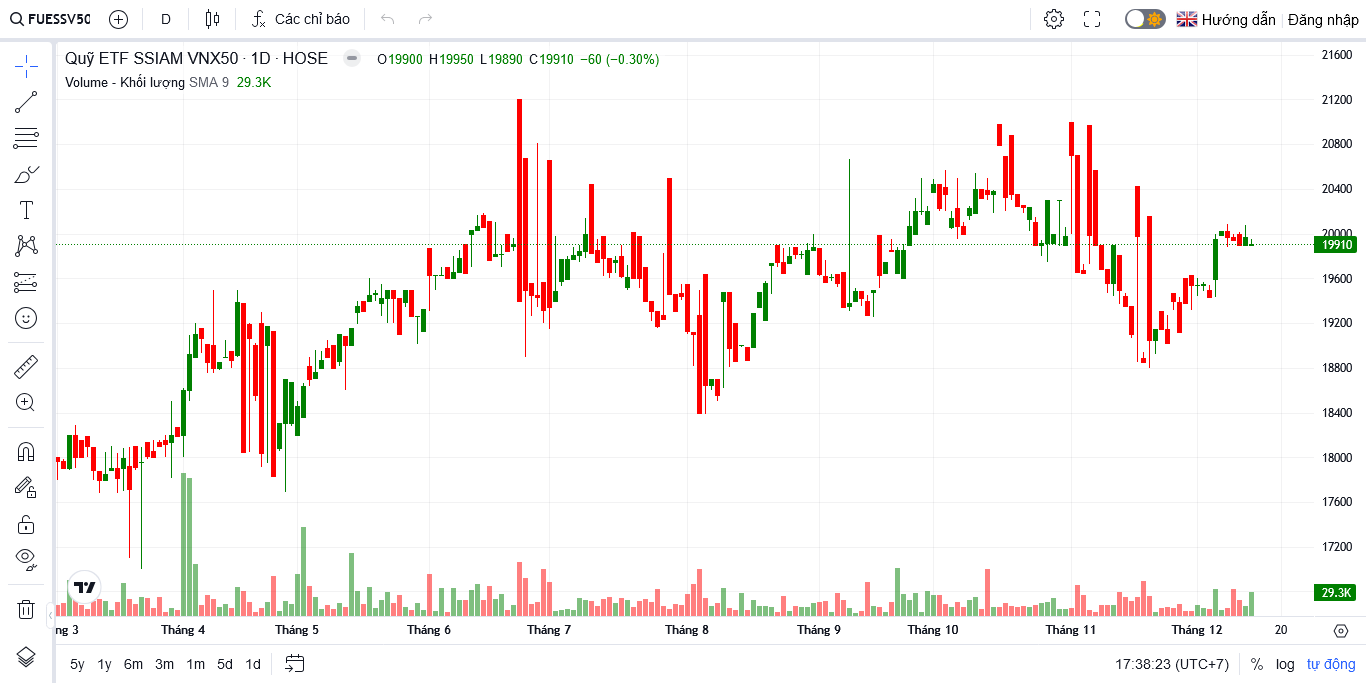 FUESSV50 D Các chỉ báo Hướng dẫn Đăng nhập
Quỹ ETF SSIAM VNX50 · 1D · HOSE O19900 H19950 L19890 C19910 −60 (−0.30%)
Volume - Khối lượng SMA 9 29.3K
21600
21200
20800
20400
20000
19910
19600
19200
18800
18400
18000
17600
17200
29.3K
ng 3 Tháng 4 Tháng 5 Tháng 6 Tháng 7 Tháng 8 Tháng 9 Tháng 10 Tháng 11 Tháng 12 20
5y 1y 6m 3m 1m 5d 1d 17:38:23 (UTC+7) % log tự động